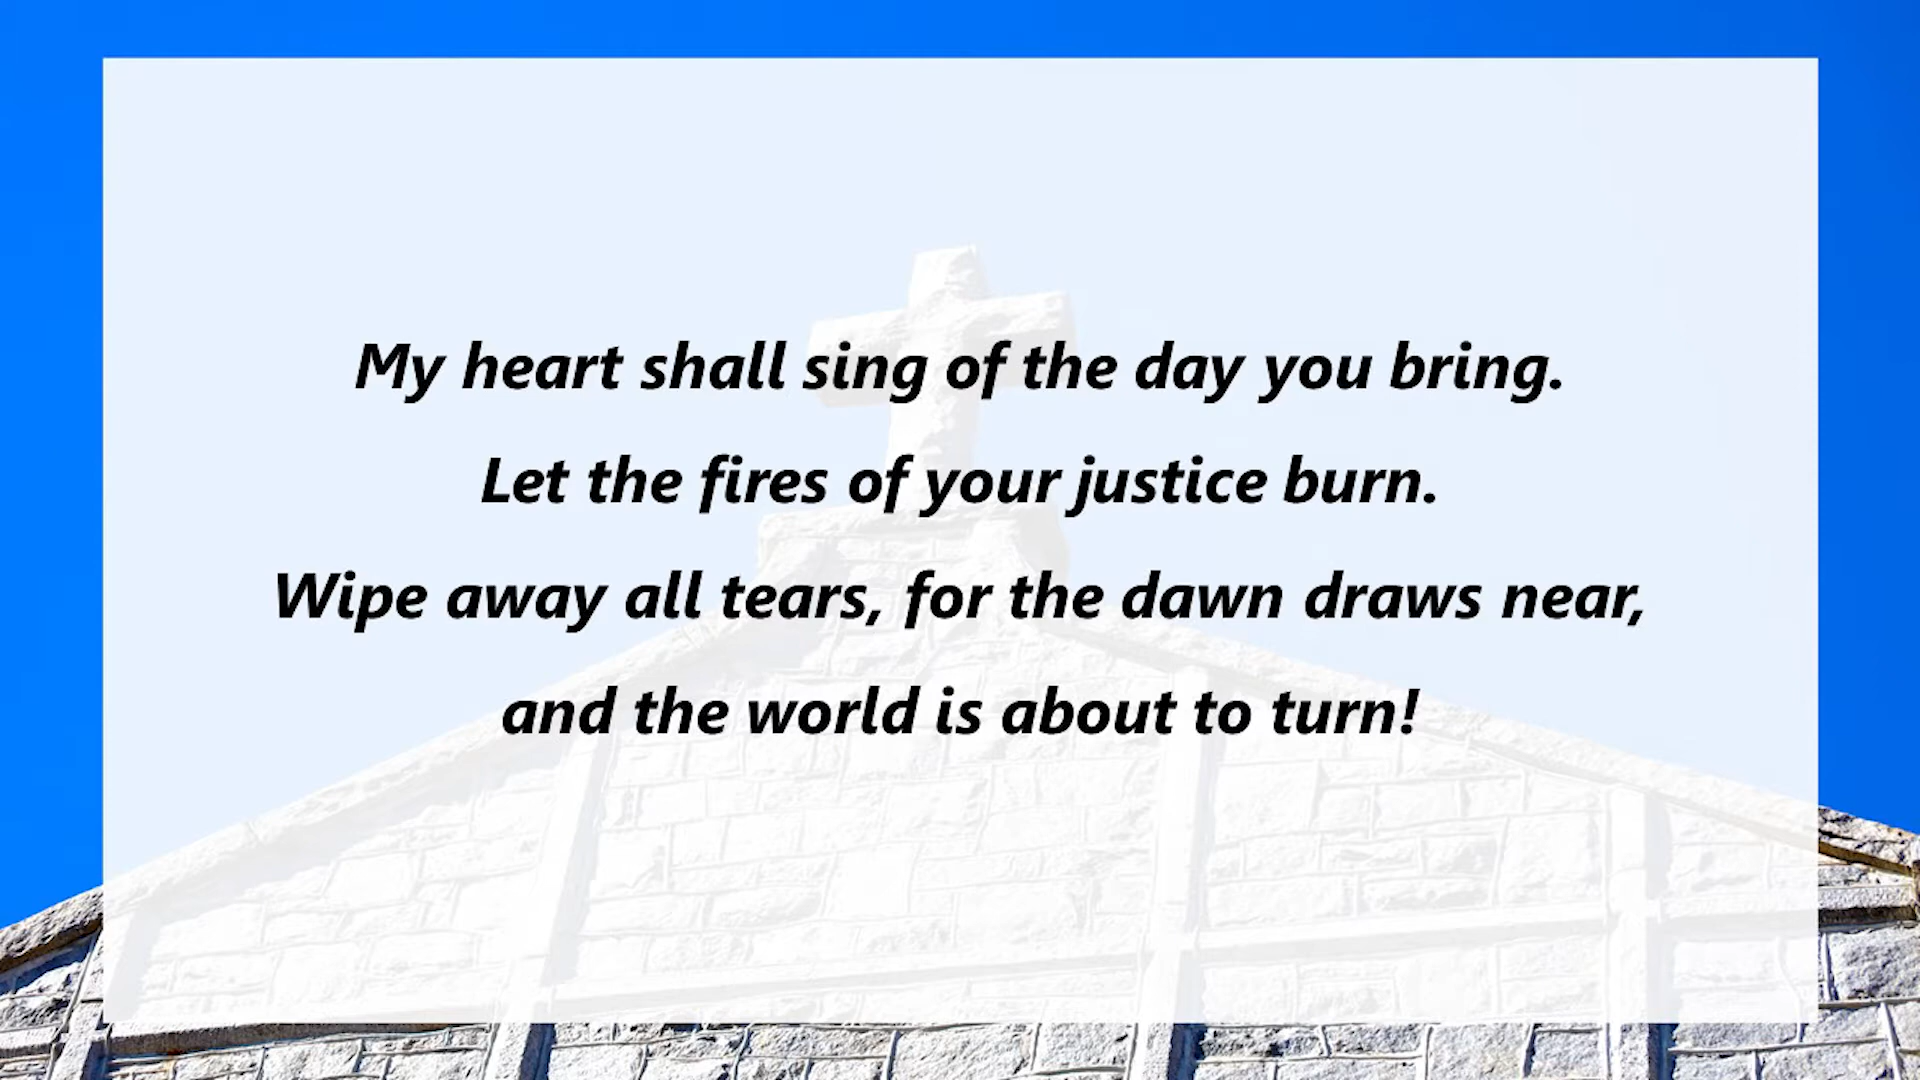 My heart shall sing of the day you bring.
Let the fires of your justice burn.
Wipe away all tears, for the dawn draws near,
and the world is about to turn!